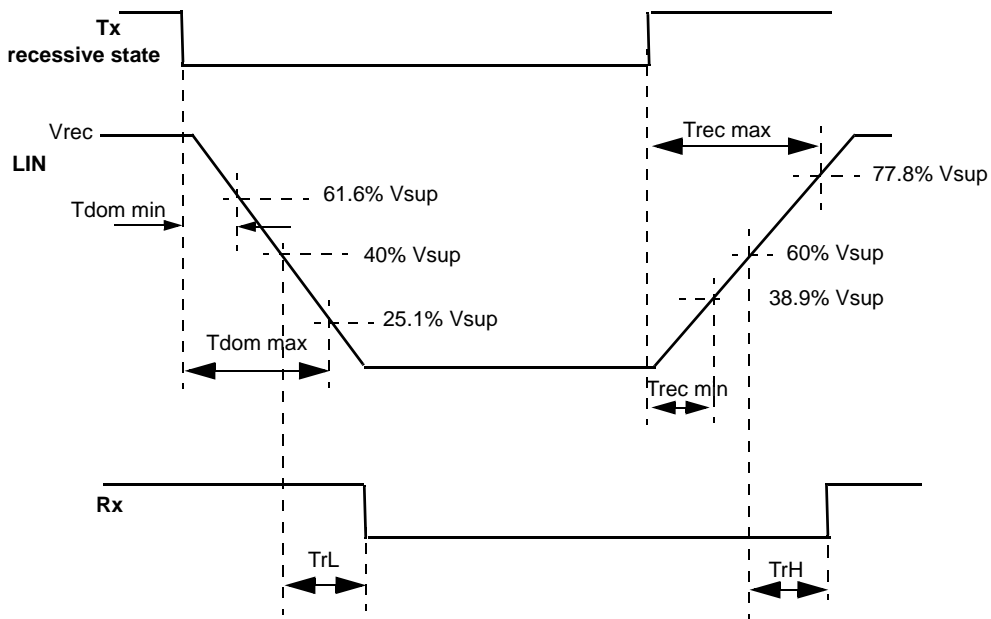 Tx
recessive state
Vrec
LIN
Trec max
77.8% Vsup
61.6% Vsup
Tdom min
40% Vsup
60% Vsup
38.9% Vsup
25.1% Vsup
Tdom max
Trec min
Rx
TrL
TrH